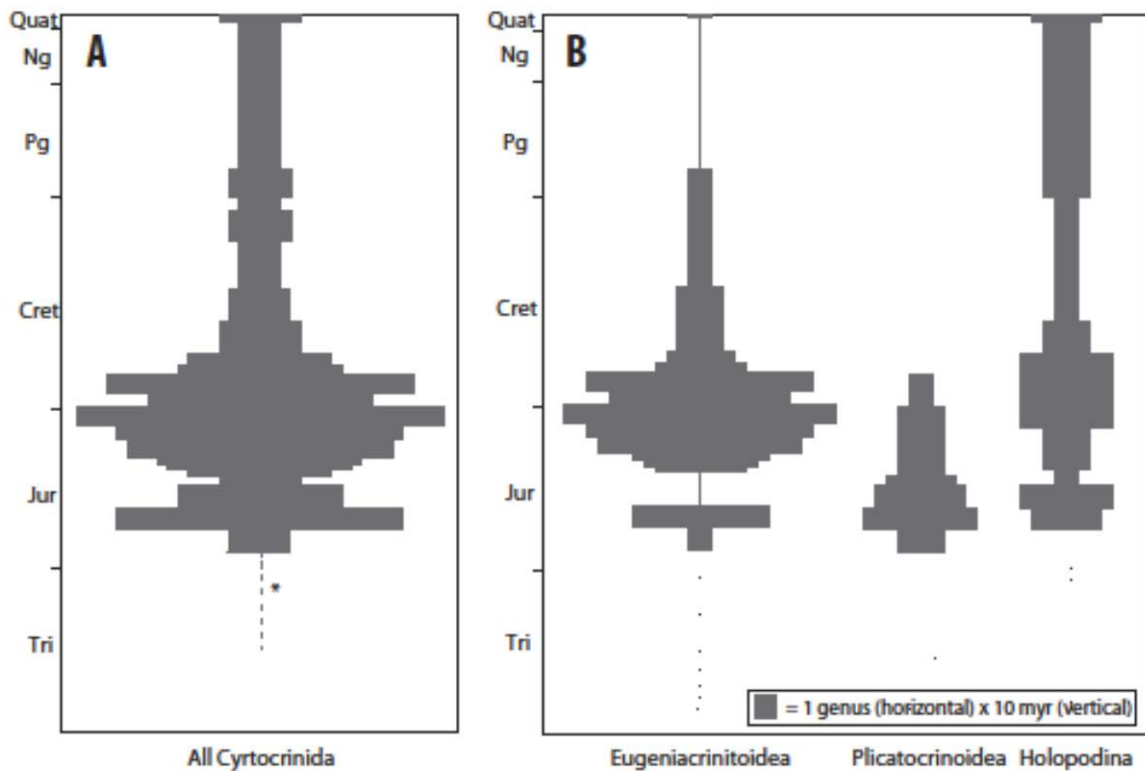 Quat
Ng
Pg
Cret
Jur
Tri
A
*
All Cyrtocrinida
Quat
Ng
Pg
Cret
Jur
Tri
B
= 1 genus (horizontal) x 10 myr (vertical)
Eugeniacrinitoidea Plicatocrinoidea Holopodina